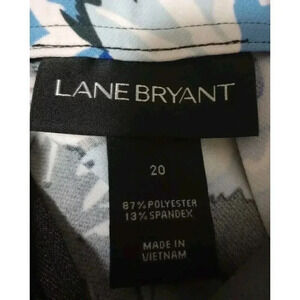 LANE BRYANT
20
87% POLYESTER
13% SPANDEX
MADE IN
VIETNAM